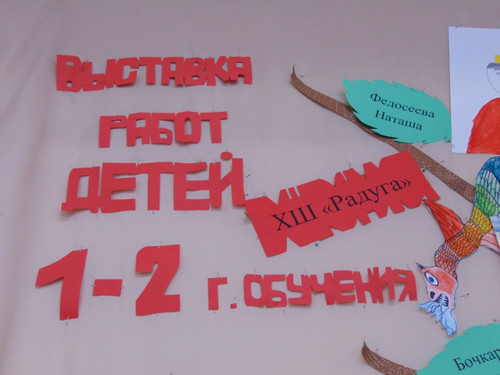 ВЫСТАВКА
РАБОТ
ДЕТЕЙ
ХШ «Радуга»
1-2 г. ОБУЧЕНИЯ
Федосеева
Наташа